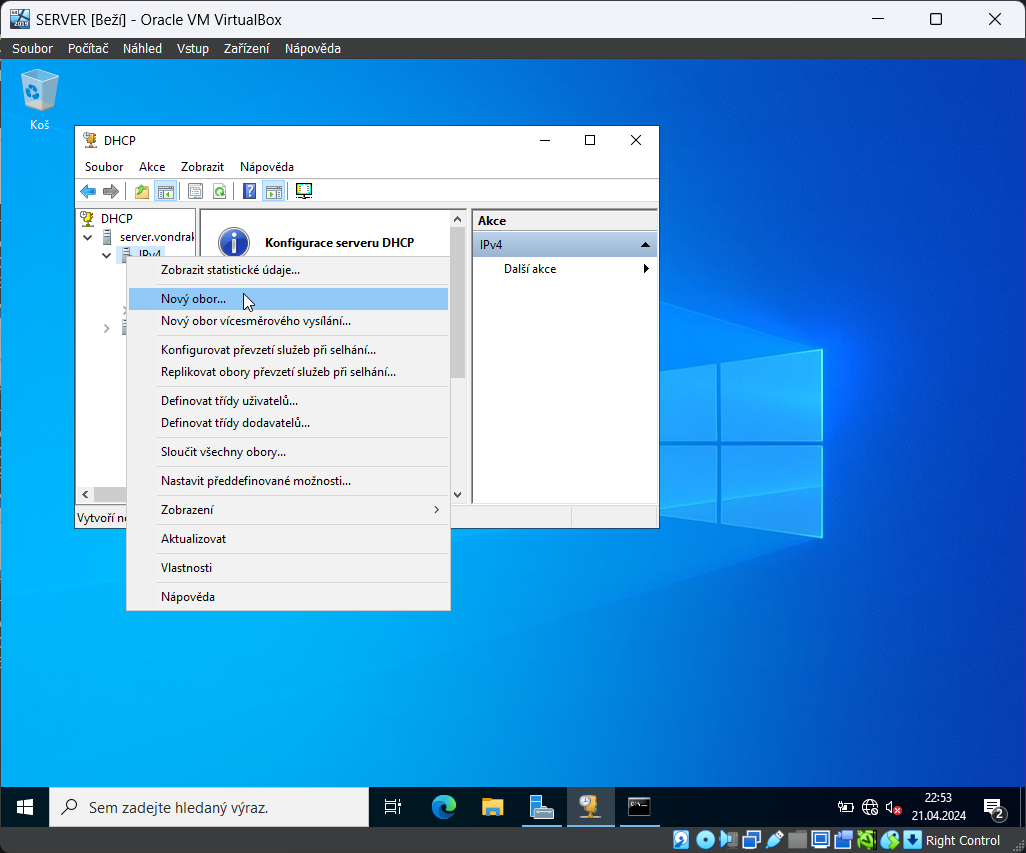 SERVER [Beží] - Oracle VM VirtualBox
Soubor Počítač Náhled Vstup Zařízení Nápověda
Koš
DHCP
Soubor Akce Zobrazit Nápověda
DHCP
server.vondrak
IPv4
Konfigurace serveru DHCP
Akce
IPv4
Další akce
Zobrazit statistické údaje...
Nový obor...
Nový obor vícesměrového vysílání...
Konfigurovat převzetí služeb při selhání...
Replikovat obory převzetí služeb při selhání...
Definovat třídy uživatelů...
Definovat třídy dodavatelů...
Sloučit všechny obory...
Nastavit předdefinované možnosti...
Zobrazení
Aktualizovat
Vlastnosti
Nápověda
Vytvoří
Sem zadejte hledaný výraz.
22:53
21.04.2024
2
Right Control